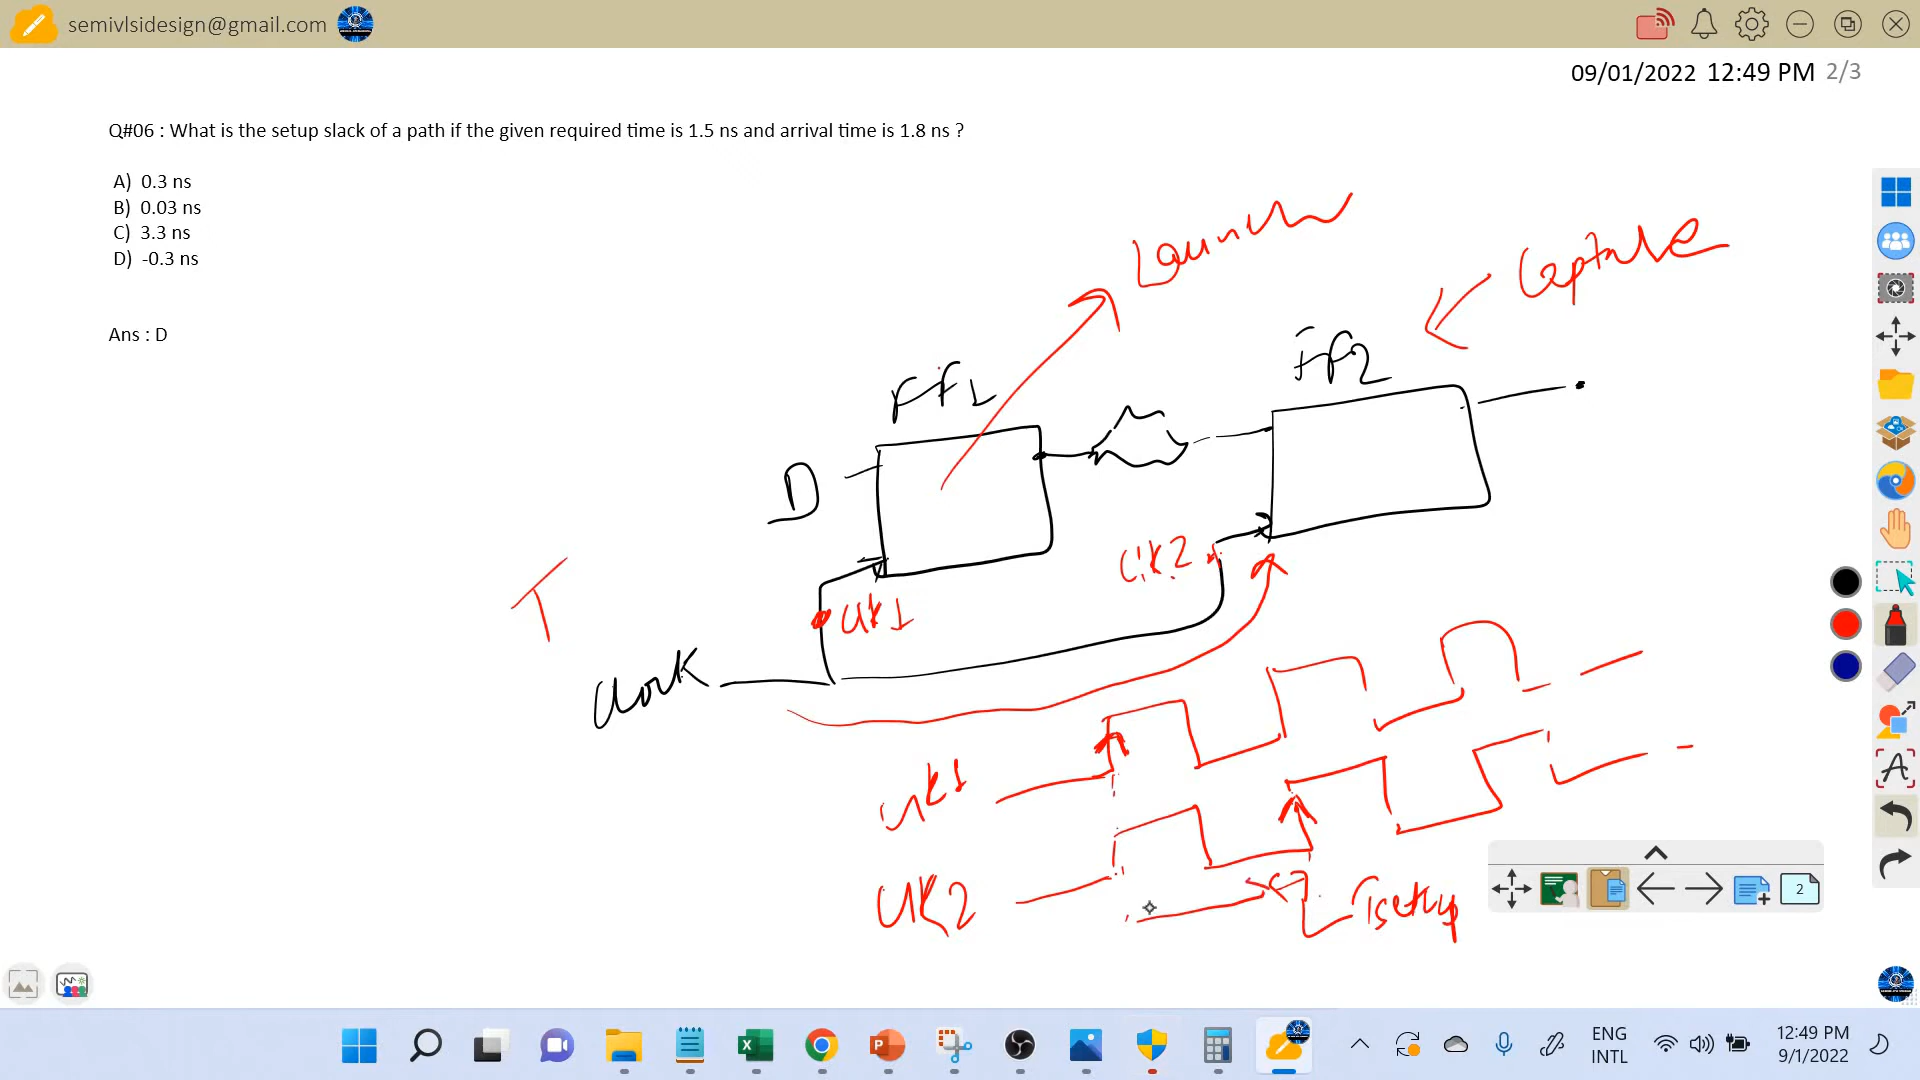 semivlsidesign@gmail.com
09/01/2022 12:49 PM 2/3
Q#06 : What is the setup slack of a path if the given required time is 1.5 ns and arrival time is 1.8 ns ?
A) 0.3 ns
B) 0.03 ns
C) 3.3 ns
D) -0.3 ns
Ans : D
Launch
Capture
FF1
FF2
D
T
Clock
Clk1
Clk2
Clk1
Clk2
Tsetup
2
ENG
INTL
12:49 PM
9/1/2022